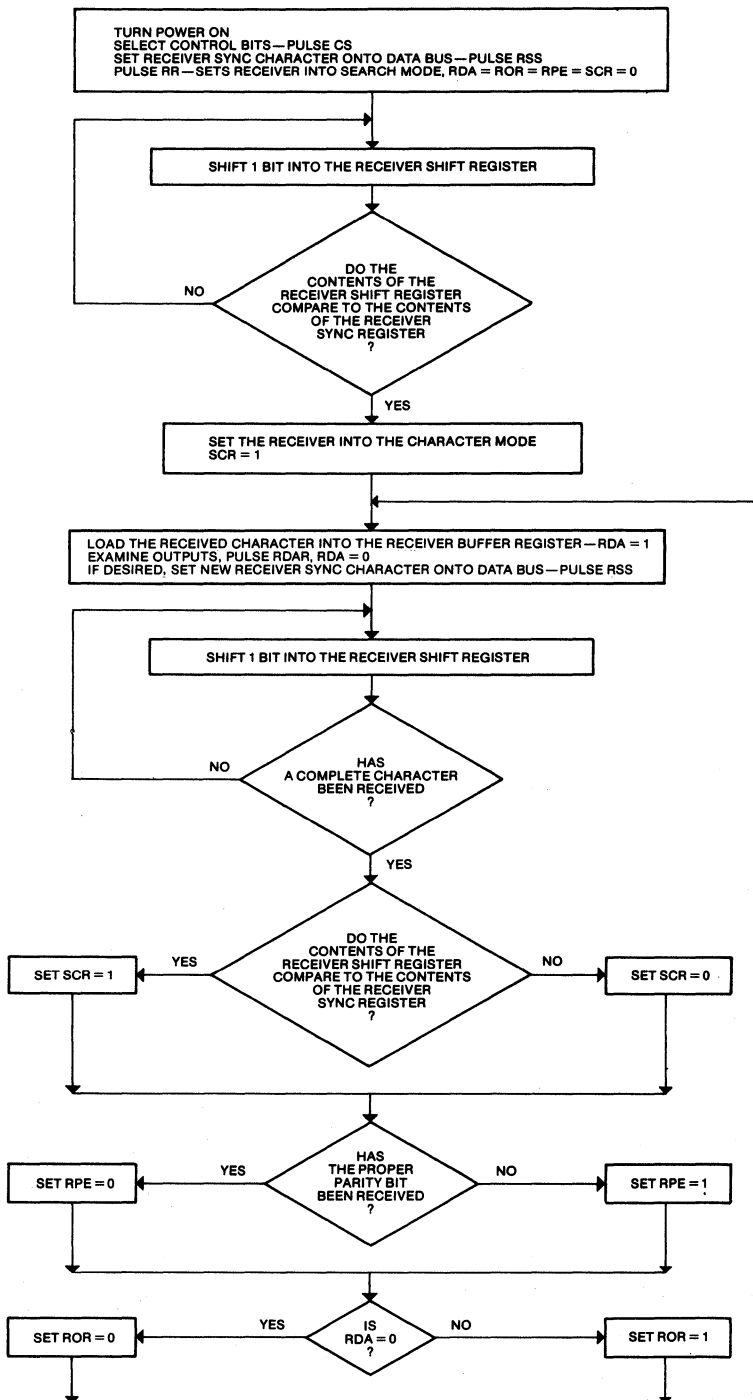 TURN POWER ON
SELECT CONTROL BITS—PULSE CS
SET RECEIVER SYNC CHARACTER ONTO DATA BUS—PULSE RSS
PULSE RR—SETS RECEIVER INTO SEARCH MODE, RDA = ROR = RPE = SCR = 0
SHIFT 1 BIT INTO THE RECEIVER SHIFT REGISTER
DO THE
CONTENTS OF THE
RECEIVER SHIFT REGISTER
COMPARE TO THE CONTENTS
OF THE RECEIVER
SYNC REGISTER
?
NO
YES
SET THE RECEIVER INTO THE CHARACTER MODE
SCR = 1
LOAD THE RECEIVED CHARACTER INTO THE RECEIVER BUFFER REGISTER—RDA = 1
EXAMINE OUTPUTS, PULSE RDAR, RDA = 0
IF DESIRED, SET NEW RECEIVER SYNC CHARACTER ONTO DATA BUS—PULSE RSS
SHIFT 1 BIT INTO THE RECEIVER SHIFT REGISTER
HAS
A COMPLETE CHARACTER
BEEN RECEIVED
?
NO
YES
DO THE
CONTENTS OF THE
RECEIVER SHIFT REGISTER
COMPARE TO THE CONTENTS
OF THE RECEIVER
SYNC REGISTER
?
YES
NO
SET SCR = 1
SET SCR = 0
HAS
THE PROPER
PARITY BIT
BEEN RECEIVED
?
YES
NO
SET RPE = 0
SET RPE = 1
IS
RDA = 0
?
YES
NO
SET ROR = 0
SET ROR = 1